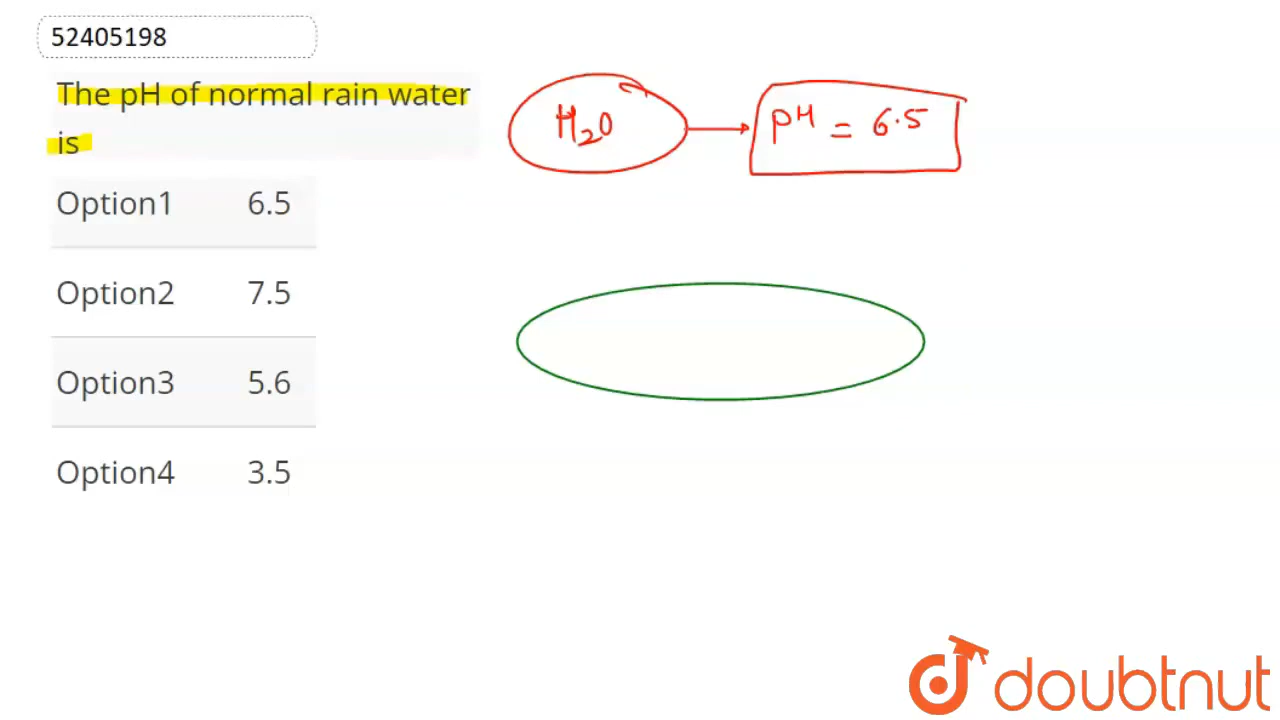 52405198
The pH of normal rain water
is
H₂O
pH = 6.5
Option1 6.5
Option2 7.5
Option3 5.6
Option4 3.5
doubtnut